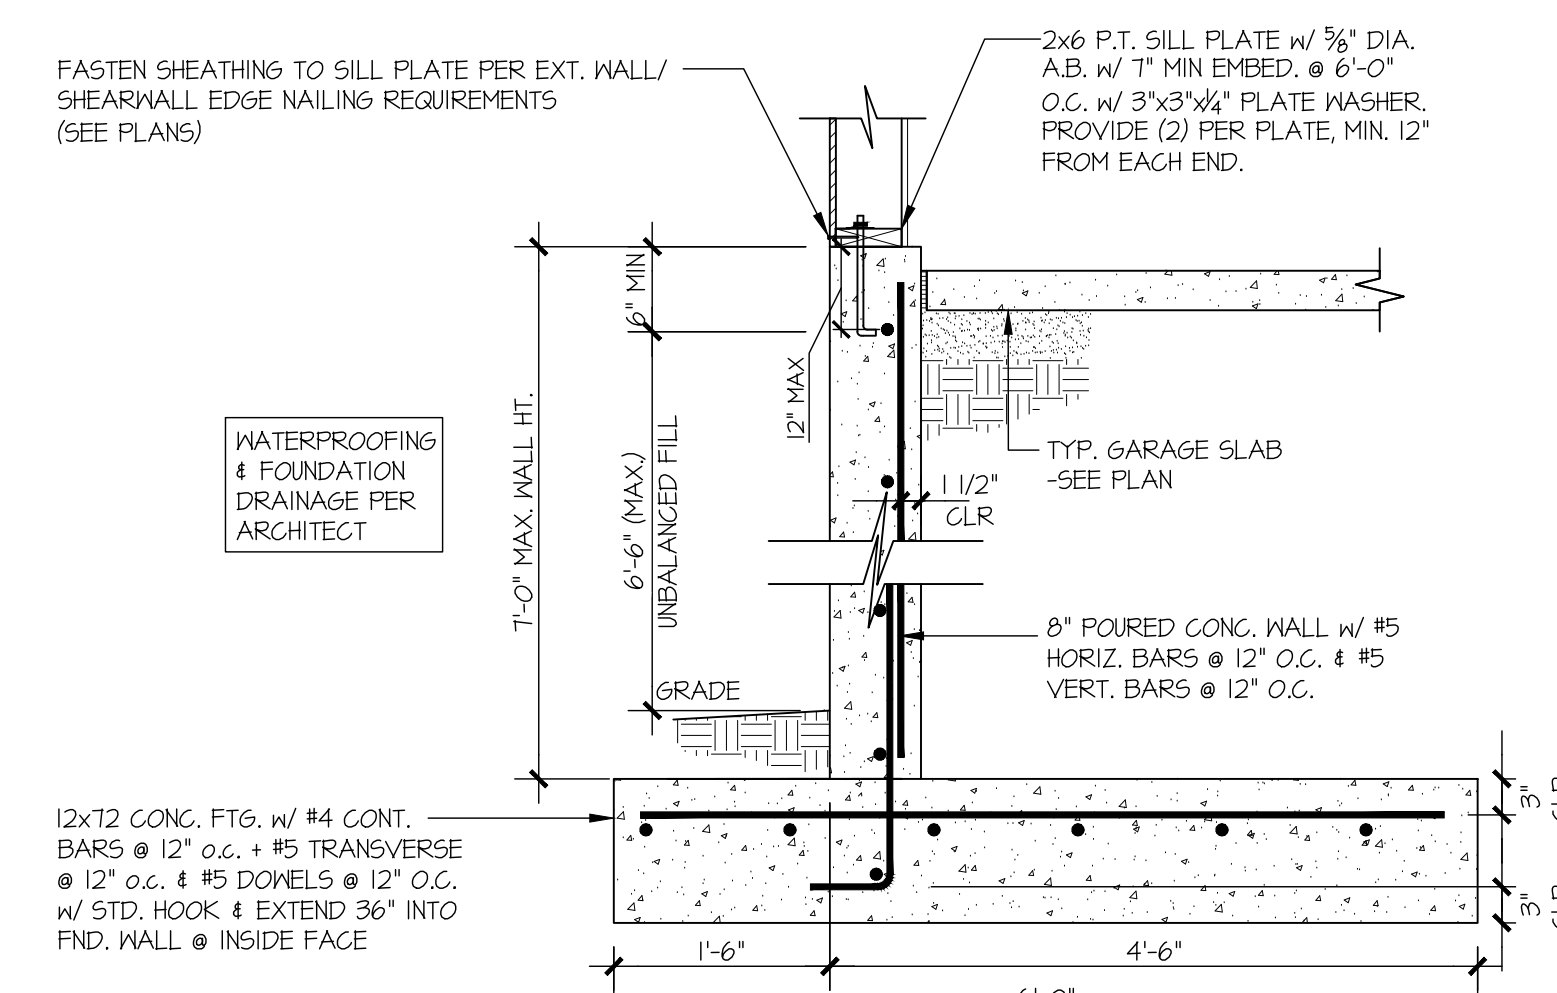 FASTEN SHEATHING TO SILL PLATE PER EXT. WALL/
SHEARWALL EDGE NAILING REQUIREMENTS
(SEE PLANS)
2x6 P.T. SILL PLATE w/ 5/8" DIA.
A.B. w/ 7" MIN EMBED. @ 6'-0"
O.C. w/ 3"x3"x1/4" PLATE WASHER.
PROVIDE (2) PER PLATE, MIN. 12"
FROM EACH END.
6" MIN
12" MAX
7'-0" MAX. WALL HT.
6'-6" (MAX.)
UNBALANCED FILL
WATERPROOFING
& FOUNDATION
DRAINAGE PER
ARCHITECT
TYP. GARAGE SLAB
-SEE PLAN
1 1/2"
CLR
8" POURED CONC. WALL w/ #5
HORIZ. BARS @ 12" O.C. & #5
VERT. BARS @ 12" O.C.
GRADE
12x72 CONC. FTG. w/ #4 CONT.
BARS @ 12" o.c. + #5 TRANSVERSE
@ 12" o.c. & #5 DOWELS @ 12" O.C.
w/ STD. HOOK & EXTEND 36" INTO
FND. WALL @ INSIDE FACE
3"
3"
1'-6"
4'-6"